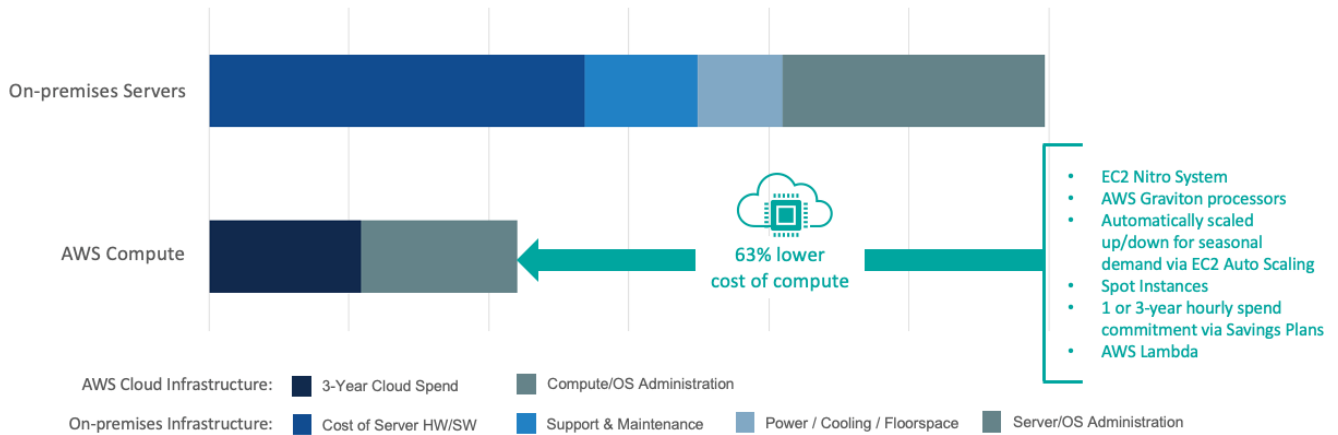 On-premises Servers
AWS Compute
63% lower
cost of compute
• EC2 Nitro System
• AWS Graviton processors
• Automatically scaled
up/down for seasonal
demand via EC2 Auto Scaling
• Spot Instances
• 1 or 3-year hourly spend
commitment via Savings Plans
• AWS Lambda
AWS Cloud Infrastructure: 3-Year Cloud Spend Compute/OS Administration
On-premises Infrastructure: Cost of Server HW/SW Support & Maintenance Power / Cooling / Floorspace Server/OS Administration